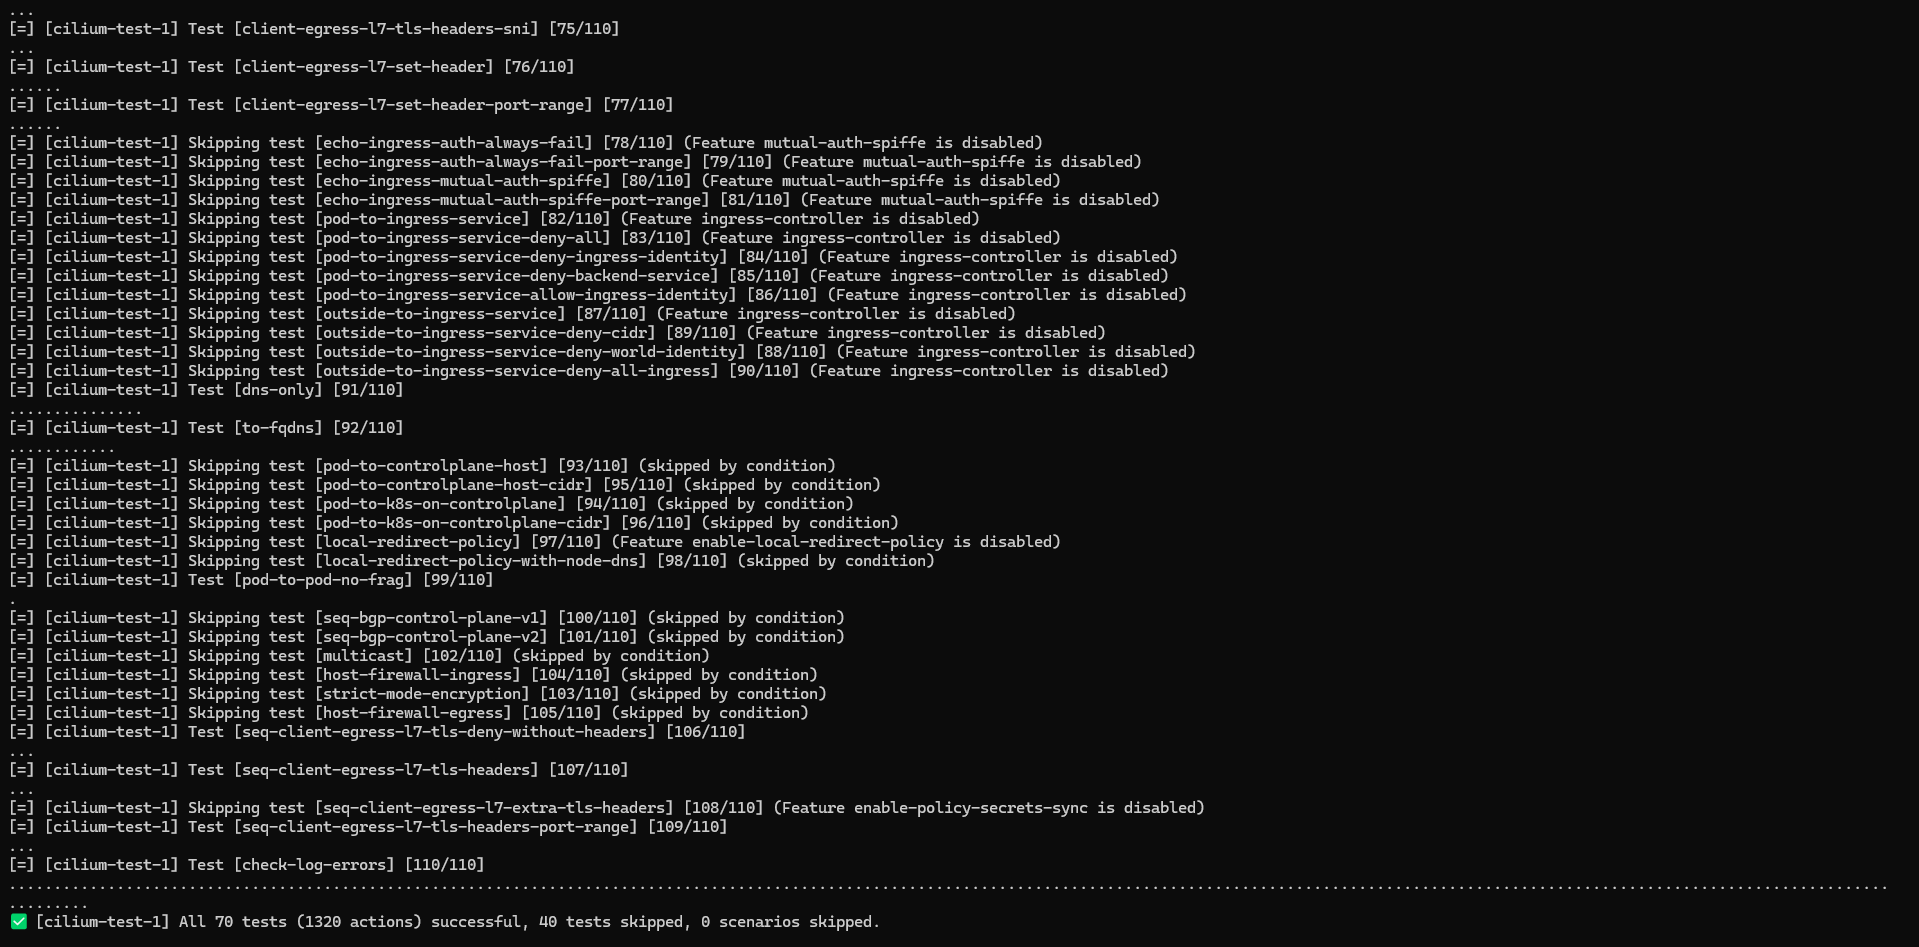 ...
[=] [cilium-test-1] Test [client-egress-l7-tls-headers-sni] [75/110]
...
[=] [cilium-test-1] Test [client-egress-l7-set-header] [76/110]
......
[=] [cilium-test-1] Test [client-egress-l7-set-header-port-range] [77/110]
......
[=] [cilium-test-1] Skipping test [echo-ingress-auth-always-fail] [78/110] (Feature mutual-auth-spiffe is disabled)
[=] [cilium-test-1] Skipping test [echo-ingress-auth-always-fail-port-range] [79/110] (Feature mutual-auth-spiffe is disabled)
[=] [cilium-test-1] Skipping test [echo-ingress-mutual-auth-spiffe] [80/110] (Feature mutual-auth-spiffe is disabled)
[=] [cilium-test-1] Skipping test [echo-ingress-mutual-auth-spiffe-port-range] [81/110] (Feature mutual-auth-spiffe is disabled)
[=] [cilium-test-1] Skipping test [pod-to-ingress-service] [82/110] (Feature ingress-controller is disabled)
[=] [cilium-test-1] Skipping test [pod-to-ingress-service-deny-all] [83/110] (Feature ingress-controller is disabled)
[=] [cilium-test-1] Skipping test [pod-to-ingress-service-deny-ingress-identity] [84/110] (Feature ingress-controller is disabled)
[=] [cilium-test-1] Skipping test [pod-to-ingress-service-deny-backend-service] [85/110] (Feature ingress-controller is disabled)
[=] [cilium-test-1] Skipping test [pod-to-ingress-service-allow-ingress-identity] [86/110] (Feature ingress-controller is disabled)
[=] [cilium-test-1] Skipping test [outside-to-ingress-service] [87/110] (Feature ingress-controller is disabled)
[=] [cilium-test-1] Skipping test [outside-to-ingress-service-deny-cidr] [89/110] (Feature ingress-controller is disabled)
[=] [cilium-test-1] Skipping test [outside-to-ingress-service-deny-world-identity] [88/110] (Feature ingress-controller is disabled)
[=] [cilium-test-1] Skipping test [outside-to-ingress-service-deny-all-ingress] [90/110] (Feature ingress-controller is disabled)
[=] [cilium-test-1] Test [dns-only] [91/110]
...............
[=] [cilium-test-1] Test [to-fqdns] [92/110]
............
[=] [cilium-test-1] Skipping test [pod-to-controlplane-host] [93/110] (skipped by condition)
[=] [cilium-test-1] Skipping test [pod-to-controlplane-host-cidr] [95/110] (skipped by condition)
[=] [cilium-test-1] Skipping test [pod-to-k8s-on-controlplane] [94/110] (skipped by condition)
[=] [cilium-test-1] Skipping test [pod-to-k8s-on-controlplane-cidr] [96/110] (skipped by condition)
[=] [cilium-test-1] Skipping test [local-redirect-policy] [97/110] (Feature enable-local-redirect-policy is disabled)
[=] [cilium-test-1] Skipping test [local-redirect-policy-with-node-dns] [98/110] (skipped by condition)
[=] [cilium-test-1] Test [pod-to-pod-no-frag] [99/110]
.
[=] [cilium-test-1] Skipping test [seq-bgp-control-plane-v1] [100/110] (skipped by condition)
[=] [cilium-test-1] Skipping test [seq-bgp-control-plane-v2] [101/110] (skipped by condition)
[=] [cilium-test-1] Skipping test [multicast] [102/110] (skipped by condition)
[=] [cilium-test-1] Skipping test [host-firewall-ingress] [104/110] (skipped by condition)
[=] [cilium-test-1] Skipping test [strict-mode-encryption] [103/110] (skipped by condition)
[=] [cilium-test-1] Skipping test [host-firewall-egress] [105/110] (skipped by condition)
[=] [cilium-test-1] Test [seq-client-egress-l7-tls-deny-without-headers] [106/110]
...
[=] [cilium-test-1] Test [seq-client-egress-l7-tls-headers] [107/110]
...
[=] [cilium-test-1] Skipping test [seq-client-egress-l7-extra-tls-headers] [108/110] (Feature enable-policy-secrets-sync is disabled)
[=] [cilium-test-1] Test [seq-client-egress-l7-tls-headers-port-range] [109/110]
...
[=] [cilium-test-1] Test [check-log-errors] [110/110]
.................................................................................................................................................................................................................
.........
✅ [cilium-test-1] All 70 tests (1320 actions) successful, 40 tests skipped, 0 scenarios skipped.